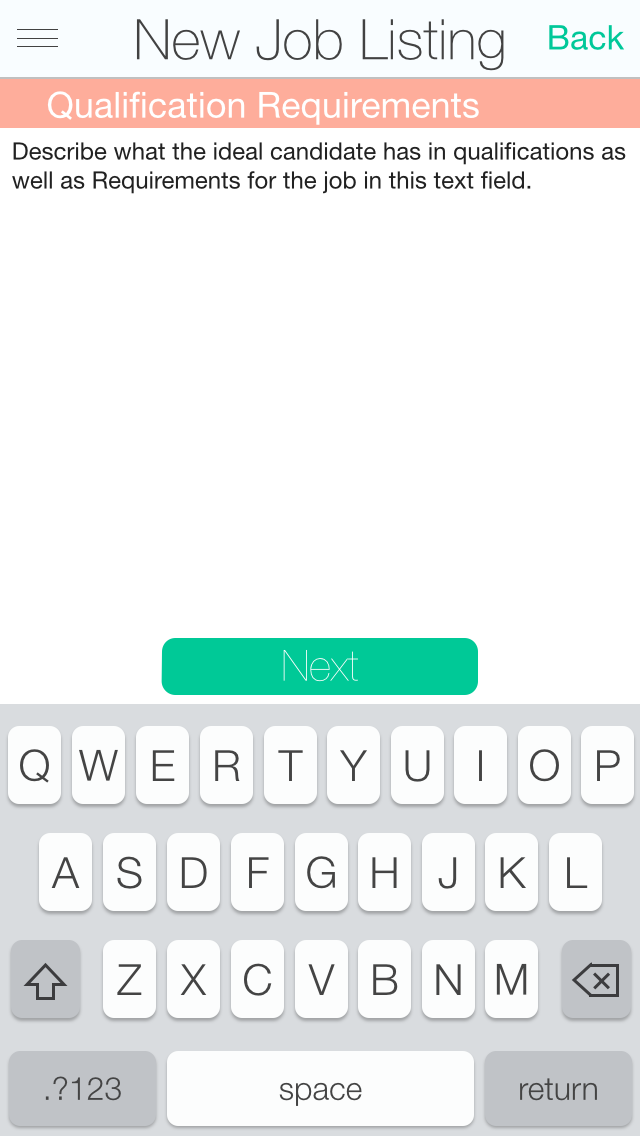 New Job Listing Back
Qualification Requirements
Describe what the ideal candidate has in qualifications as
well as Requirements for the job in this text field.
Next
Q W E R T Y U I O P
A S D F G H J K L
Z X C V B N M
.?123 space return